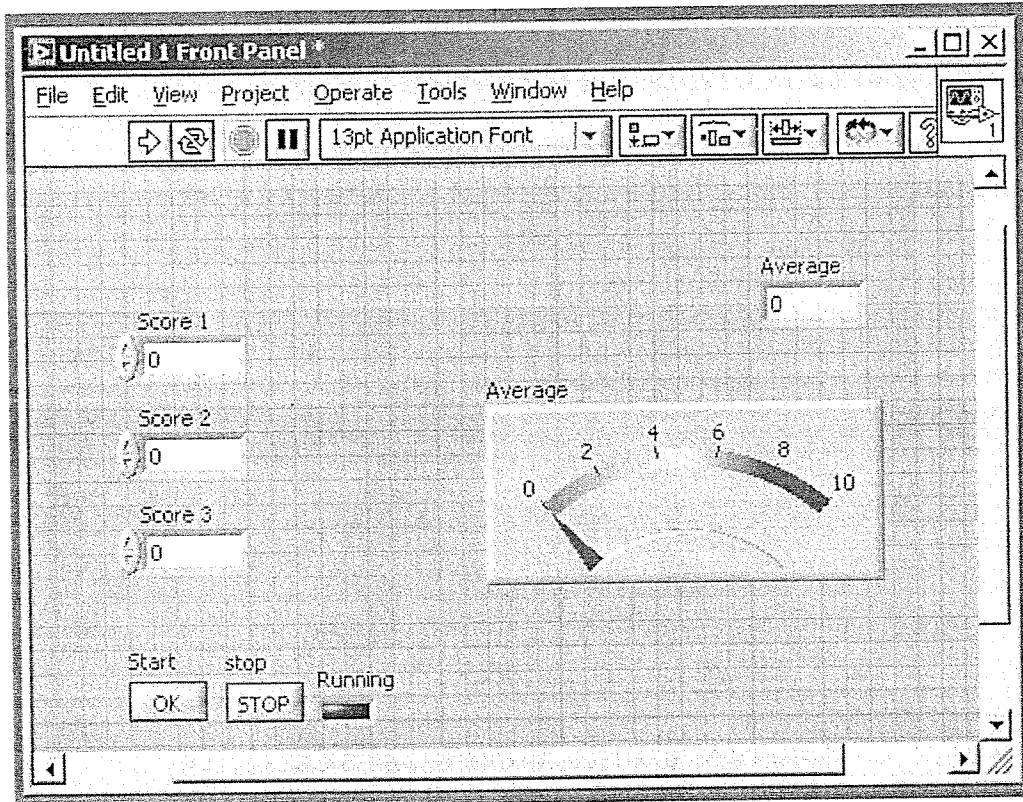 Untitled 1 Front Panel *
File Edit View Project Operate Tools Window Help
13pt Application Font
1
Average
0
Score 1
0
Average
Score 2
0
0 2 4 6 8 10
Score 3
0
Start stop Running
OK STOP